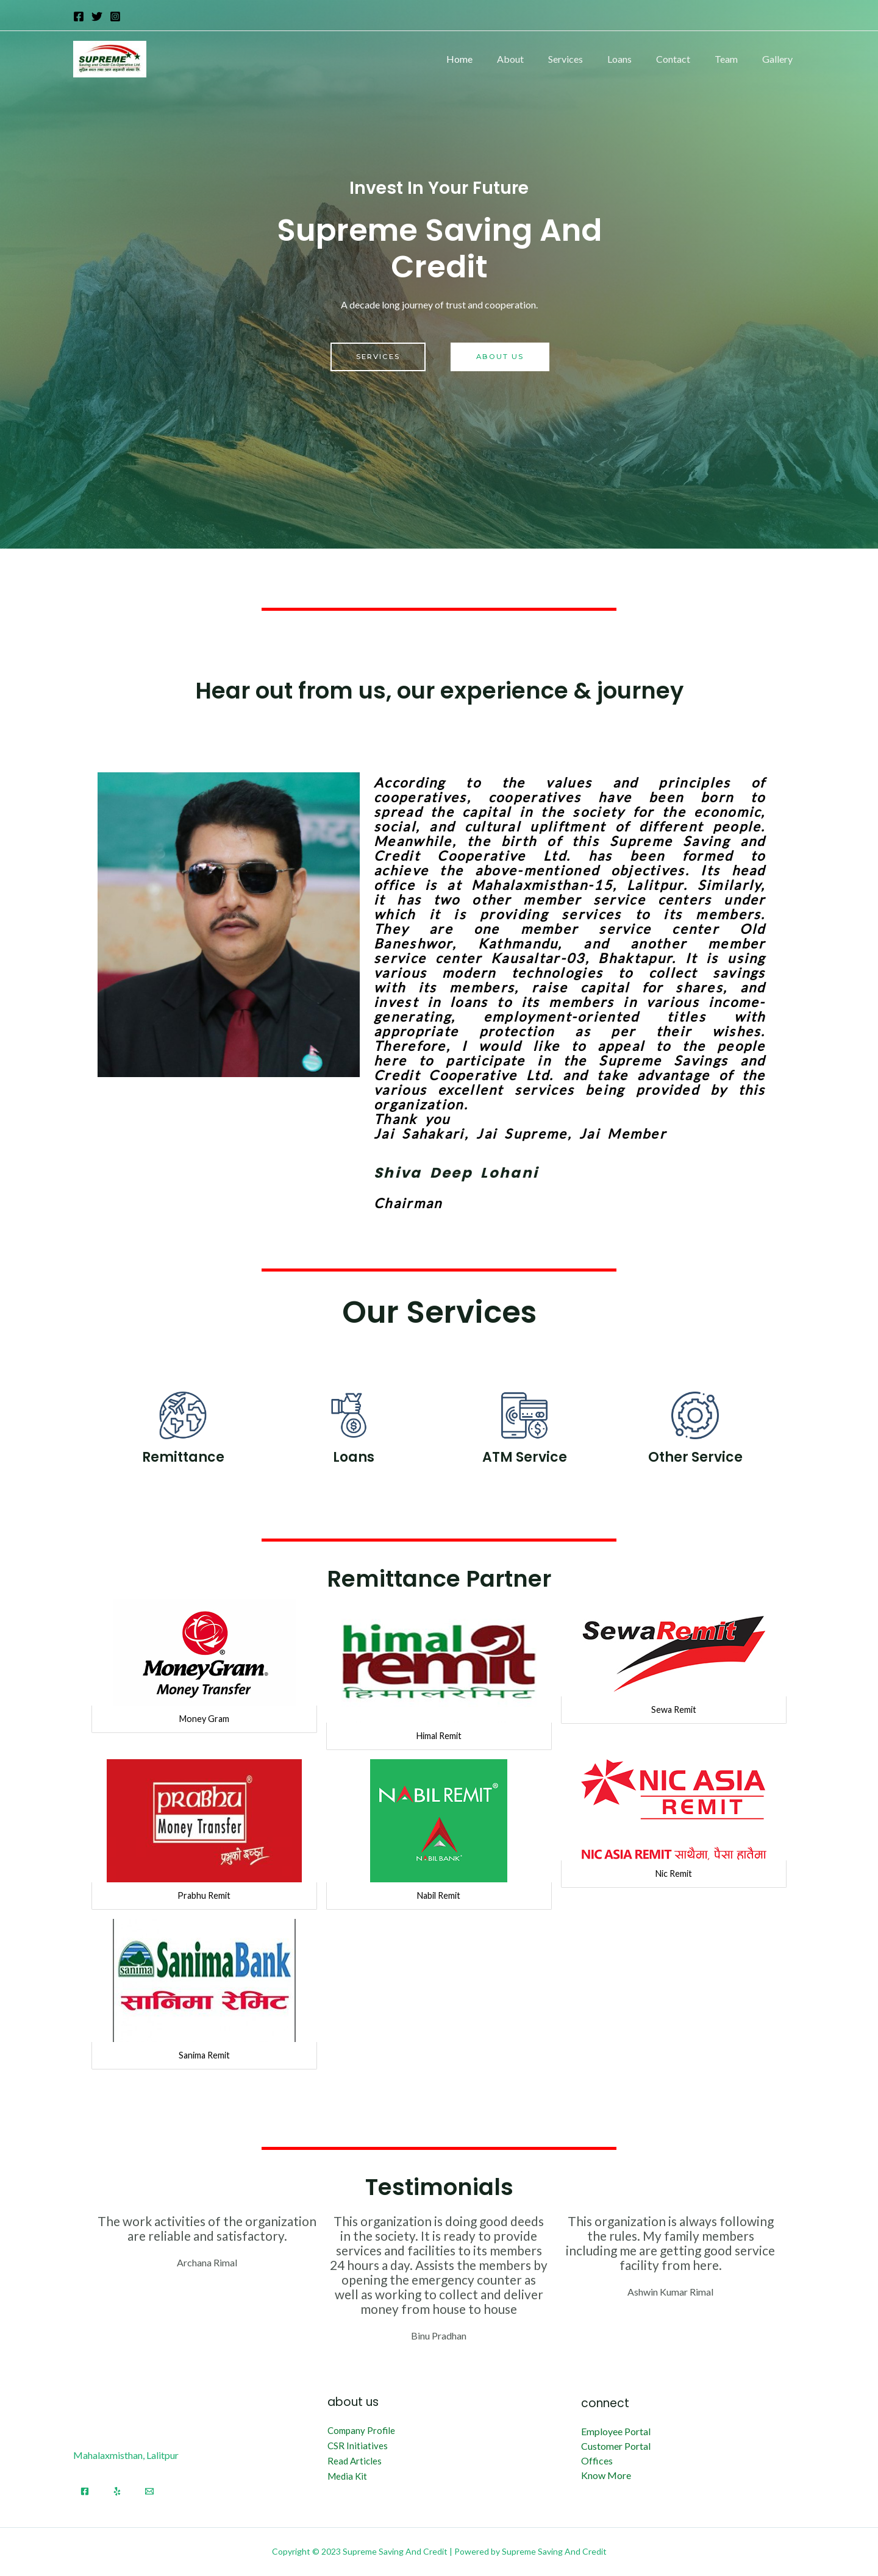 SUPREME
Saving and Credit Co-Operative Ltd.
Home
About
Services
Loans
Contact
Team
Gallery
Invest In Your Future
Supreme Saving And
Credit
A decade long journey of trust and cooperation.
SERVICES
ABOUT US
Hear out from us, our experience & journey
According to the values and principles of
cooperatives, cooperatives have been born to
spread the capital in the society for the economic,
social, and cultural upliftment of different people.
Meanwhile, the birth of this Supreme Saving and
Credit Cooperative Ltd. has been formed to
achieve the above-mentioned objectives. Its head
office is at Mahalaxmisthan-15, Lalitpur. Similarly,
it has two other member service centers under
which it is providing services to its members.
They are one member service center Old
Baneshwor, Kathmandu, and another member
service center Kausaltar-03, Bhaktapur. It is using
various modern technologies to collect savings
with its members, raise capital for shares, and
invest in loans to its members in various income-
generating, employment-oriented titles with
appropriate protection as per their wishes.
Therefore, I would like to appeal to the people
here to participate in the Supreme Savings and
Credit Cooperative Ltd. and take advantage of the
various excellent services being provided by this
organization.
Thank you
Jai Sahakari, Jai Supreme, Jai Member
Shiva Deep Lohani
Chairman
Our Services
Remittance
Loans
ATM Service
Other Service
Remittance Partner
MoneyGram®
Money Transfer
Money Gram
himal
remit
हिमालरेमिट
Himal Remit
SewaRemit
Sewa Remit
PRABHU®
Money Transfer
प्रभुको इच्छा
Prabhu Remit
NABIL REMIT®
NABIL BANK
Nabil Remit
NIC ASIA
REMIT
NIC ASIA REMIT साथैमा, पैसा हातैमा
Nic Remit
sanima
SanimaBank
सानिमा रेमिट
Sanima Remit
Testimonials
The work activities of the organization
are reliable and satisfactory.
Archana Rimal
This organization is doing good deeds
in the society. It is ready to provide
services and facilities to its members
24 hours a day. Assists the members by
opening the emergency counter as
well as working to collect and deliver
money from house to house
Binu Pradhan
This organization is always following
the rules. My family members
including me are getting good service
facility from here.
Ashwin Kumar Rimal
Mahalaxmisthan, Lalitpur
about us
Company Profile
CSR Initiatives
Read Articles
Media Kit
connect
Employee Portal
Customer Portal
Offices
Know More
Copyright © 2023 Supreme Saving And Credit | Powered by Supreme Saving And Credit